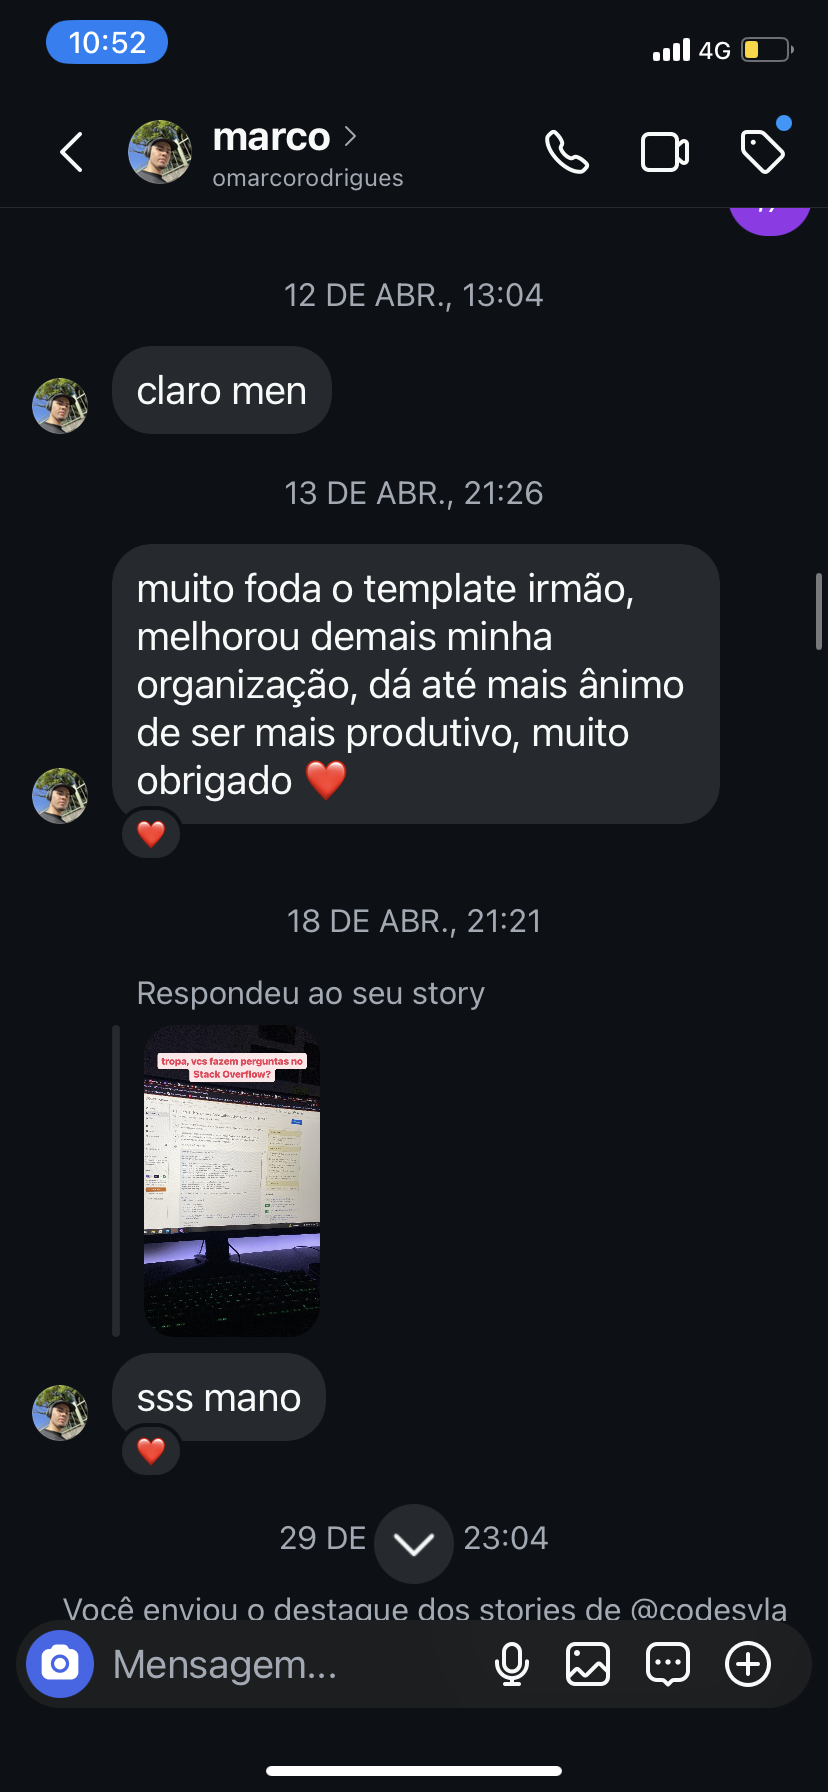 10:52
4G
marco
omarcorodrigues
12 DE ABR., 13:04
claro men
13 DE ABR., 21:26
muito foda o template irmão,
melhorou demais minha
organização, dá até mais ânimo
de ser mais produtivo, muito
obrigado ❤️
❤️
18 DE ABR., 21:21
Respondeu ao seu story
tropa, vcs fazem perguntas no
Stack Overflow?
sss mano
❤️
29 DE 23:04
Você enviou o destaque dos stories de @codesvla
Mensagem...